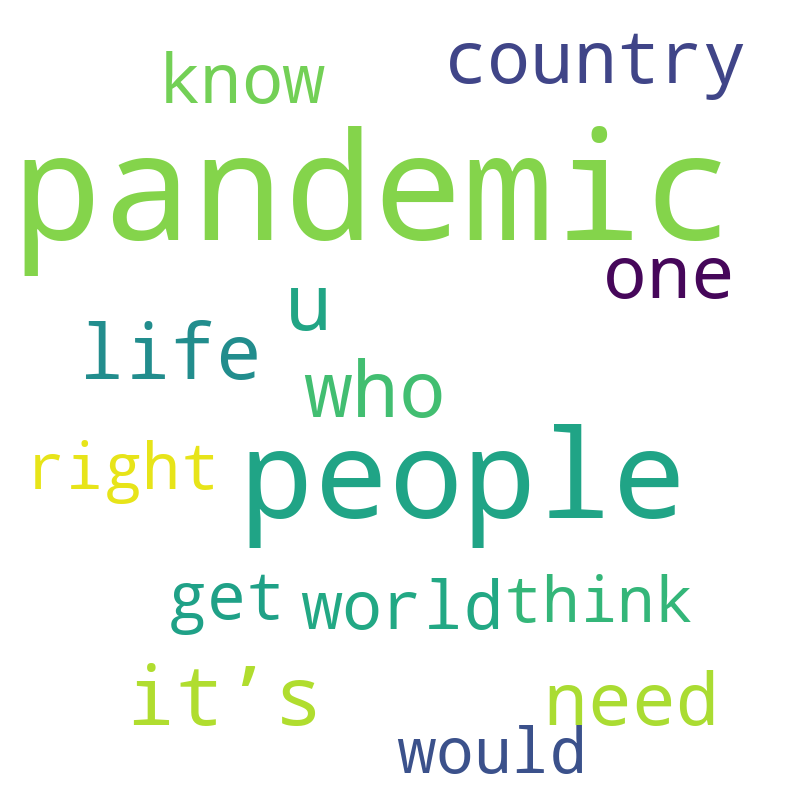 know country
pandemic
one
u
life
who
right people
get world think
it’s need
would